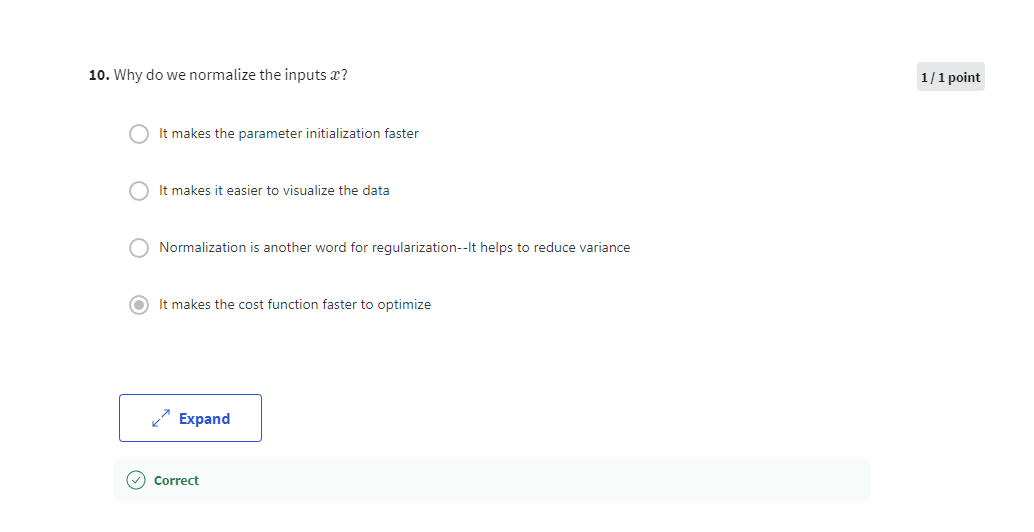 10. Why do we normalize the inputs x?
1 / 1 point
It makes the parameter initialization faster
It makes it easier to visualize the data
Normalization is another word for regularization--It helps to reduce variance
It makes the cost function faster to optimize
Expand
Correct